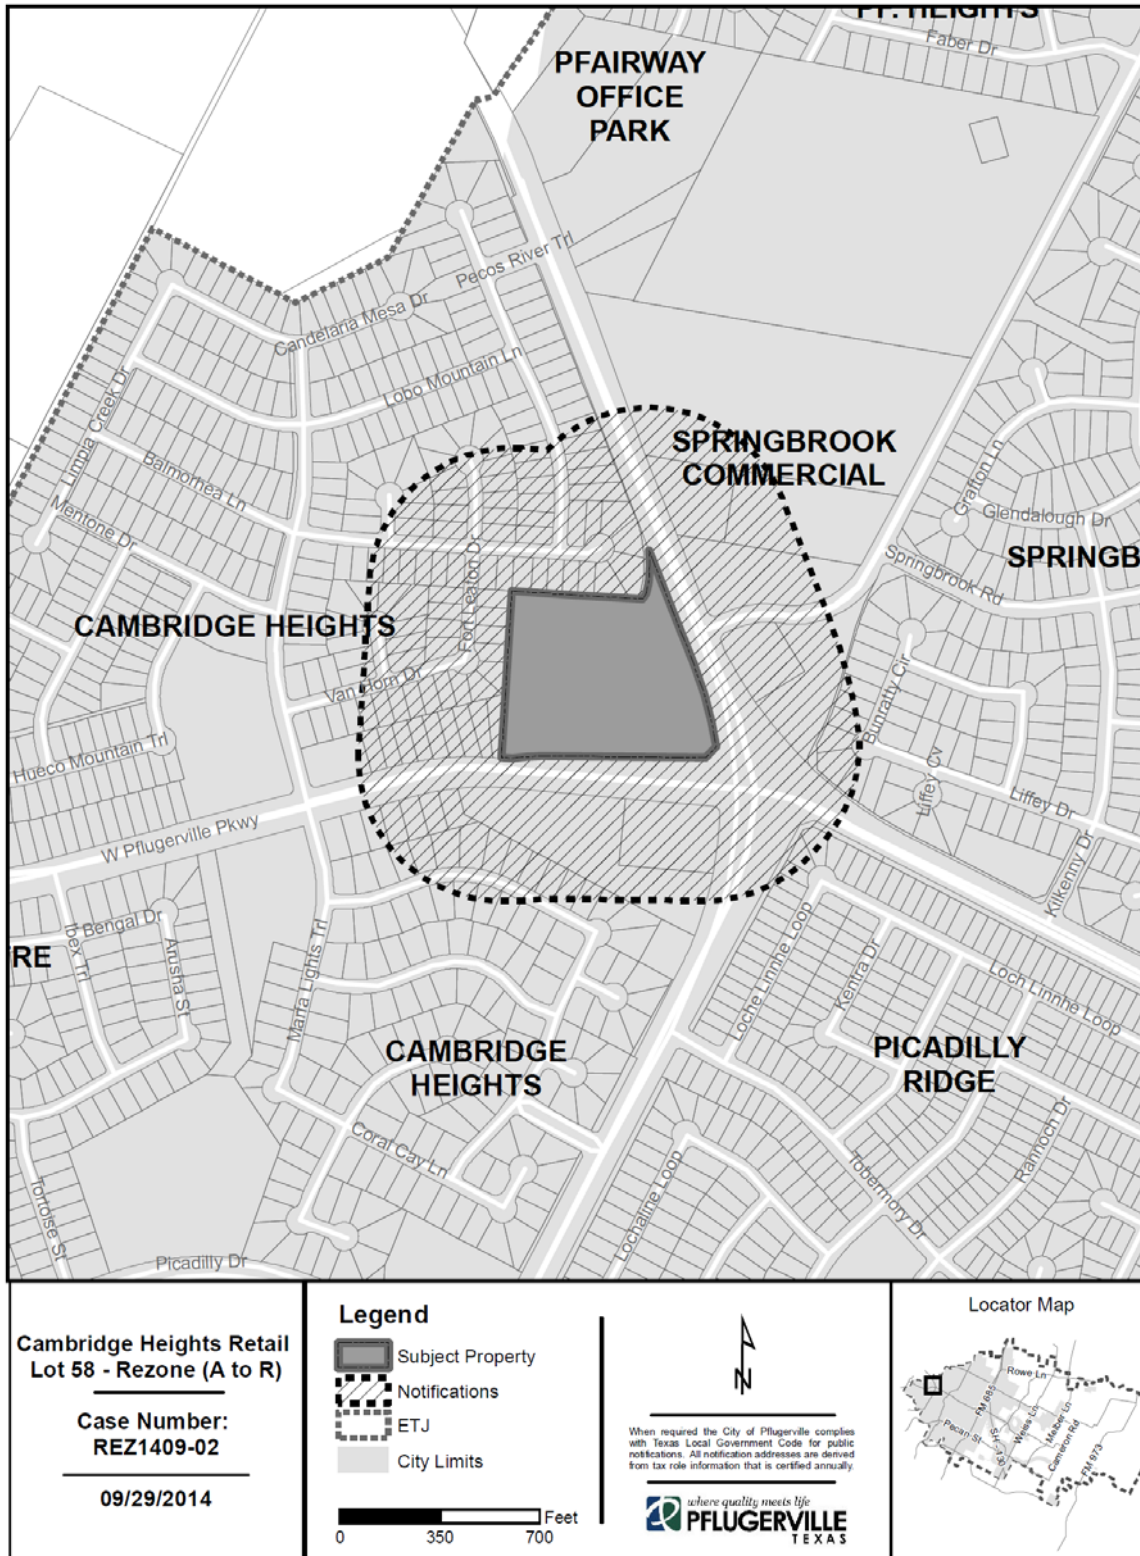 PF. HEIGHTS
Faber Dr
PFAIRWAY
OFFICE
PARK
Pecos River Trl
Candelaria Mesa Dr
Lobo Mountain Ln
Limpia Creek Dr
Balmorhea Ln
Mentone Dr
SPRINGBROOK
COMMERCIAL
Grafton Ln
Glendalough Dr
Springbrook Rd
SPRINGB
Fort Leaton Dr
CAMBRIDGE HEIGHTS
Van Horn Dr
Bunratty Cir
Hueco Mountain Trl
Liffey Cv
Liffey Dr
W Pflugerville Pkwy
Kilkenny Dr
Bengal Dr
Ibex Trl
Arusha St
RE
Marfa Lights Trl
Loche Linnhe Loop
Kentra Dr
Loch Linnhe Loop
CAMBRIDGE
HEIGHTS
PICADILLY
RIDGE
Coral Cay Ln
Rannoch Dr
Tobermory Dr
Lochaline Loop
Tortoise St
Picadilly Dr
Cambridge Heights Retail
Lot 58 - Rezone (A to R)
Case Number:
REZ1409-02
09/29/2014
Legend
Subject Property
Notifications
ETJ
City Limits
Feet
0 350 700
N
When required the City of Pflugerville complies
with Texas Local Government Code for public
notifications. All notification addresses are derived
from tax role information that is certified annually.
where quality meets life
PFLUGERVILLE
TEXAS
Locator Map
Rowe Ln
FM 685
Weiss Ln
Melber Ln
Pecan St
SH - 130
Cameron Rd
FM 973